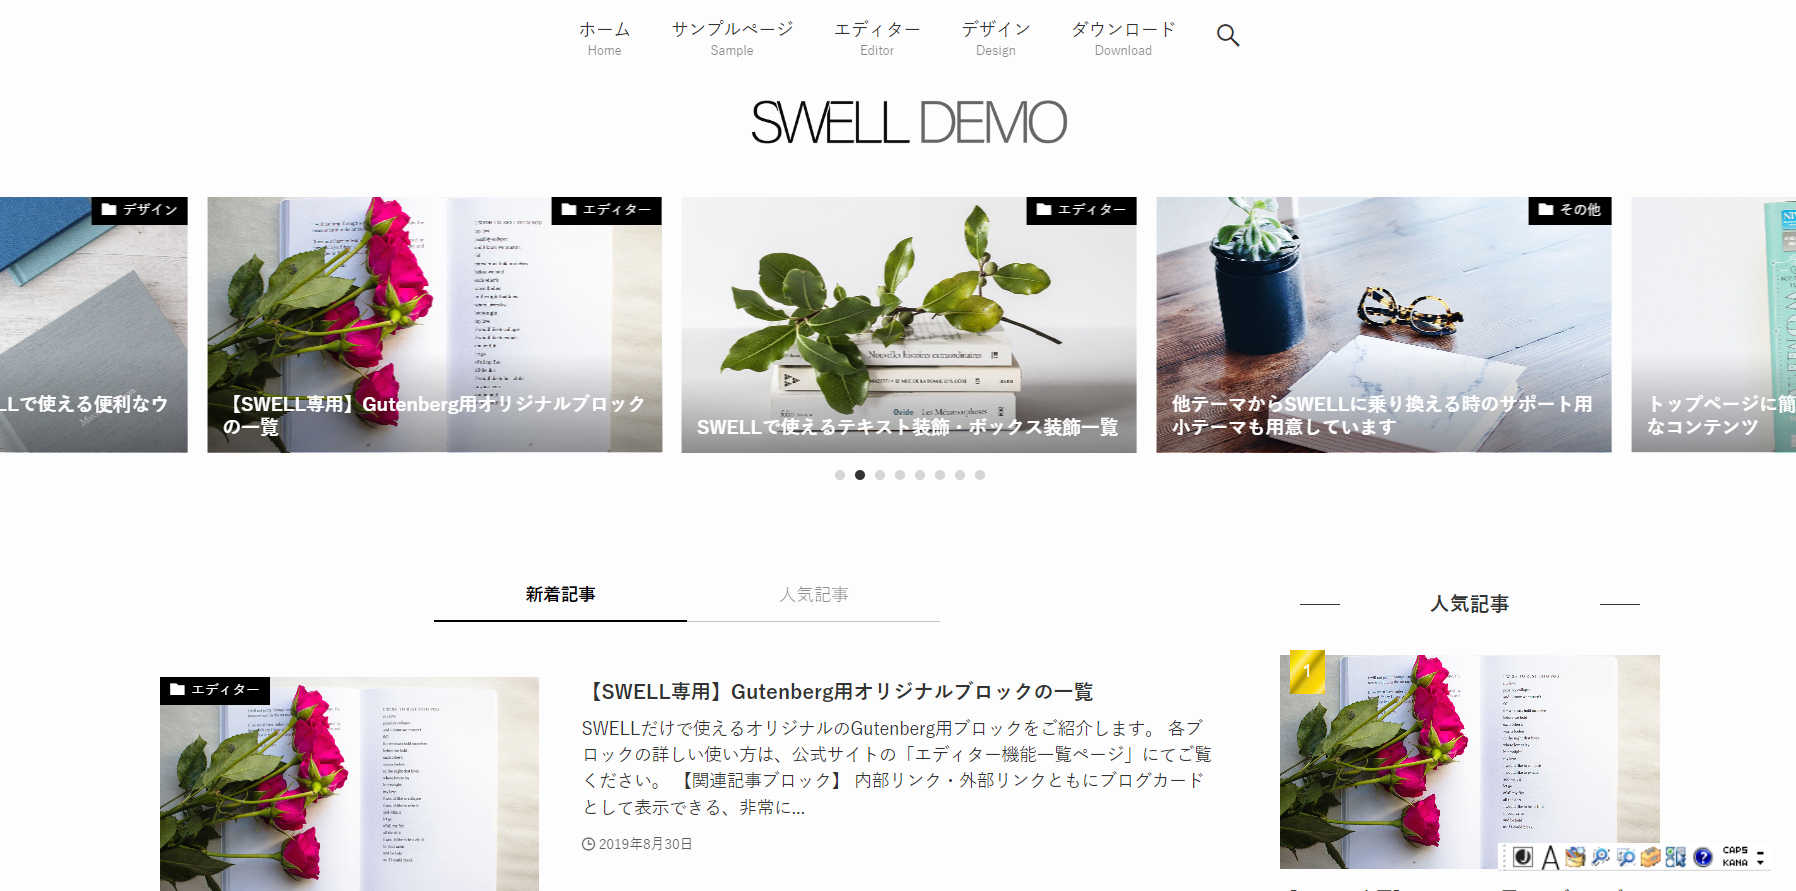 ホーム
Home
サンプルページ
Sample
エディター
Editor
デザイン
Design
ダウンロード
Download
SWELL DEMO
デザイン
LLで使える便利なウ
エディター
【SWELL専用】Gutenberg用オリジナルブロック
の一覧
エディター
Nouvelles histoires extraordinaires
SWELLで使えるテキスト装飾・ボックス装飾一覧
その他
他テーマからSWELLに乗り換える時のサポート用
小テーマも用意しています
トップページに簡
なコンテンツ
新着記事
人気記事
エディター
【SWELL専用】Gutenberg用オリジナルブロックの一覧
SWELLだけで使えるオリジナルのGutenberg用ブロックをご紹介します。 各ブ
ロックの詳しい使い方は、公式サイトの「エディター機能一覧ページ」にてご覧
ください。 【関連記事ブロック】 内部リンク・外部リンクともにブログカード
として表示できる、非常に...
2019年8月30日
人気記事
1
A
CAPS
KANA